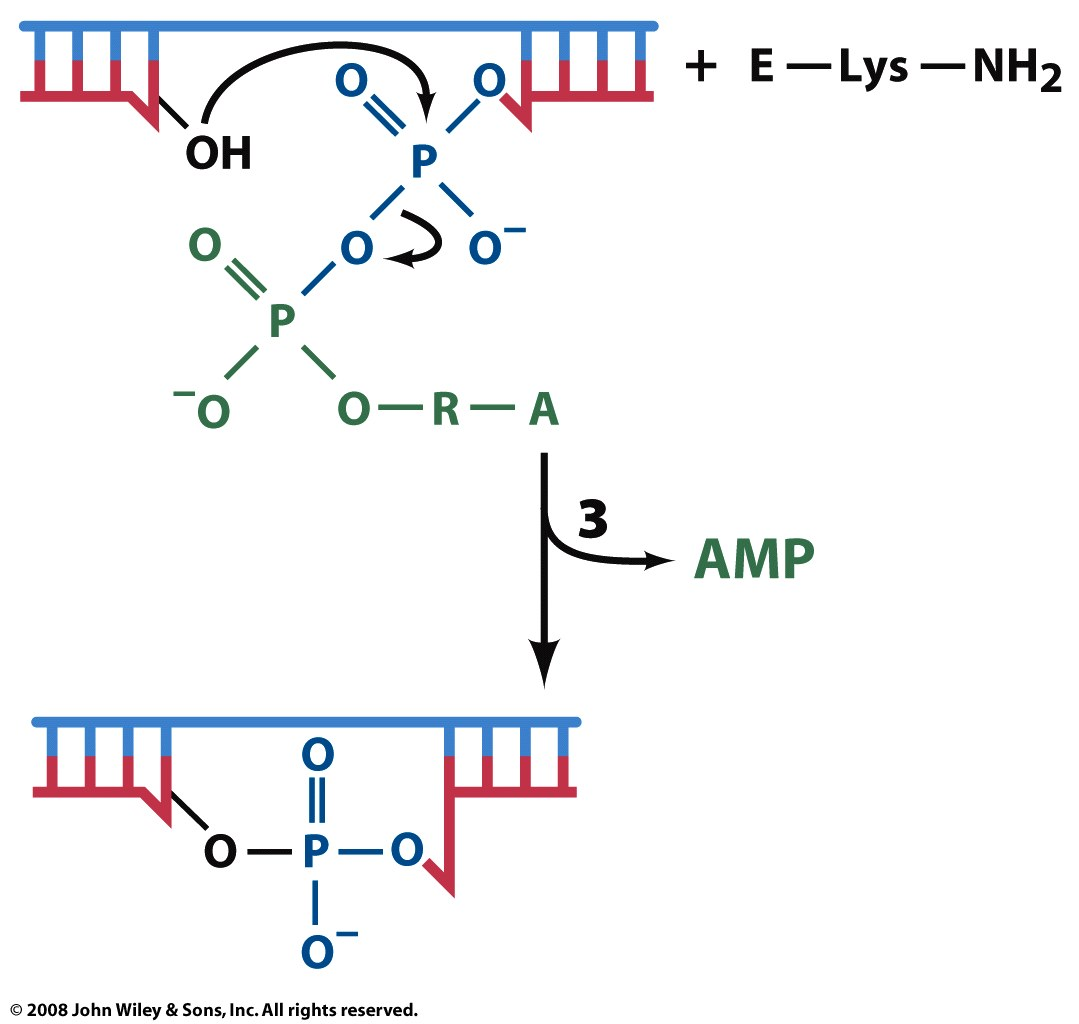 + E—Lys—NH₂
O
O
OH
P
O
O
O⁻
P
⁻O
O—R—A
3
AMP
O
O—P—O
O⁻
© 2008 John Wiley & Sons, Inc. All rights reserved.